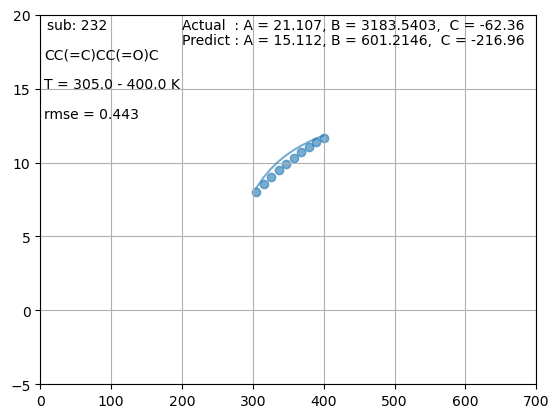 sub: 232
Actual : A = 21.107, B = 3183.5403, C = -62.36
Predict : A = 15.112, B = 601.2146, C = -216.96
CC(=C)CC(=O)C
T = 305.0 - 400.0 K
rmse = 0.443
20
15
10
5
0
−5
0 100 200 300 400 500 600 700